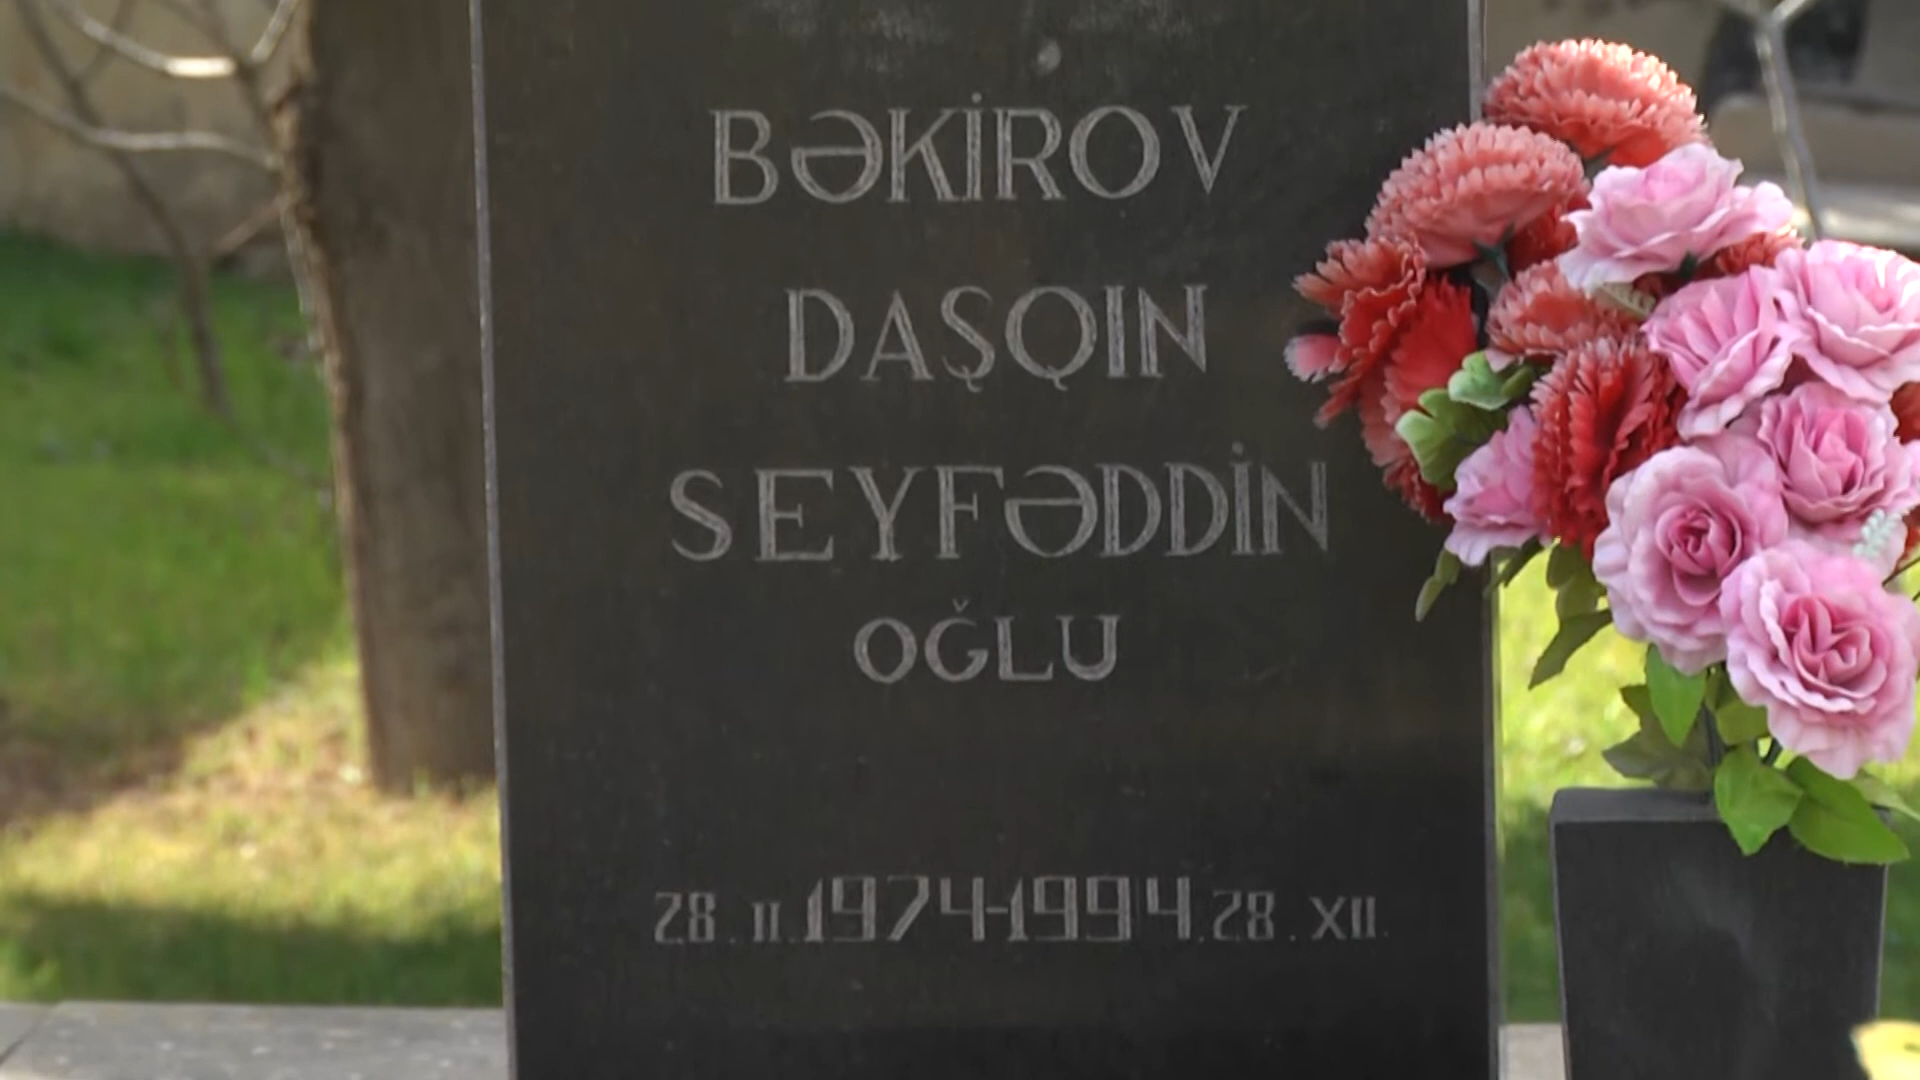 BƏKİROV
DAŞQIN
SEYFƏDDİN
OĞLU
28.II.1974-1994.28.XII.